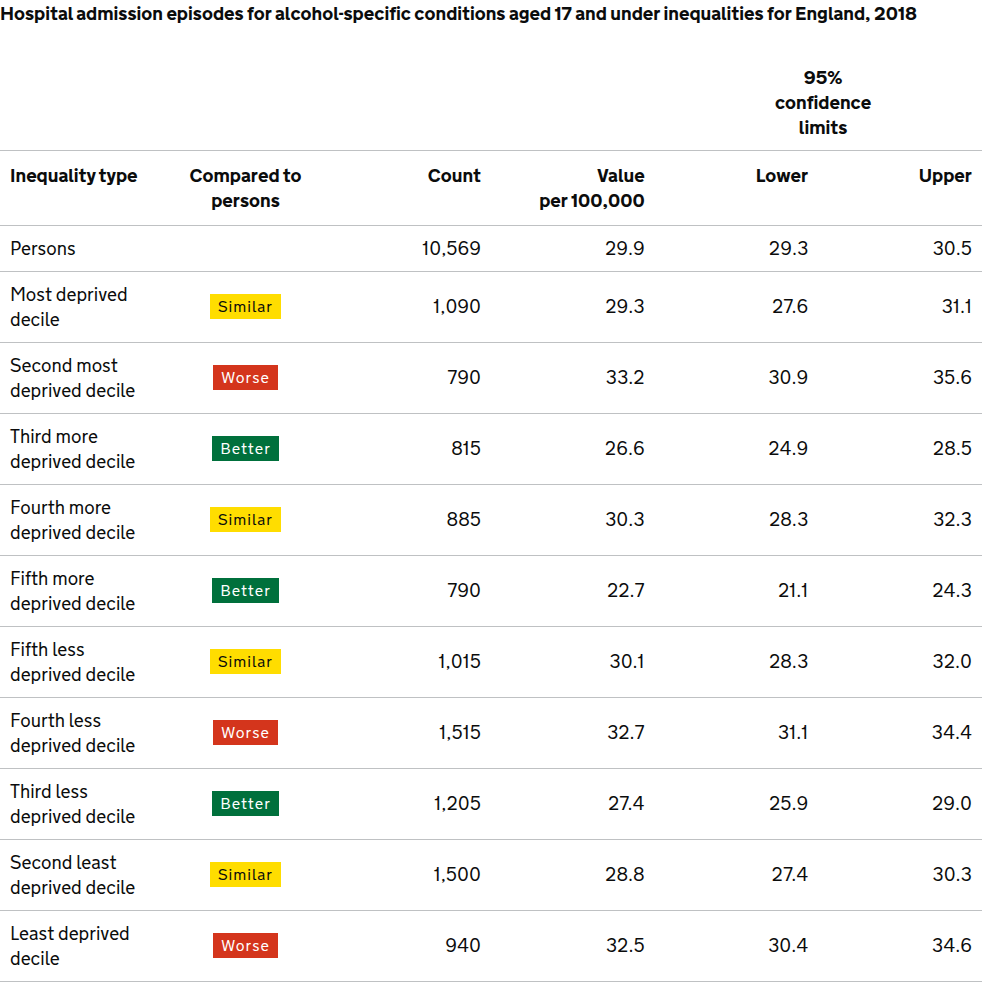 Hospital admission episodes for alcohol-specific conditions aged 17 and under inequalities for England, 2018
95%
confidence
limits
Inequality type Compared to persons Count Value per 100,000 Lower Upper
Persons 10,569 29.9 29.3 30.5
Most deprived decile Similar 1,090 29.3 27.6 31.1
Second most deprived decile Worse 790 33.2 30.9 35.6
Third more deprived decile Better 815 26.6 24.9 28.5
Fourth more deprived decile Similar 885 30.3 28.3 32.3
Fifth more deprived decile Better 790 22.7 21.1 24.3
Fifth less deprived decile Similar 1,015 30.1 28.3 32.0
Fourth less deprived decile Worse 1,515 32.7 31.1 34.4
Third less deprived decile Better 1,205 27.4 25.9 29.0
Second least deprived decile Similar 1,500 28.8 27.4 30.3
Least deprived decile Worse 940 32.5 30.4 34.6